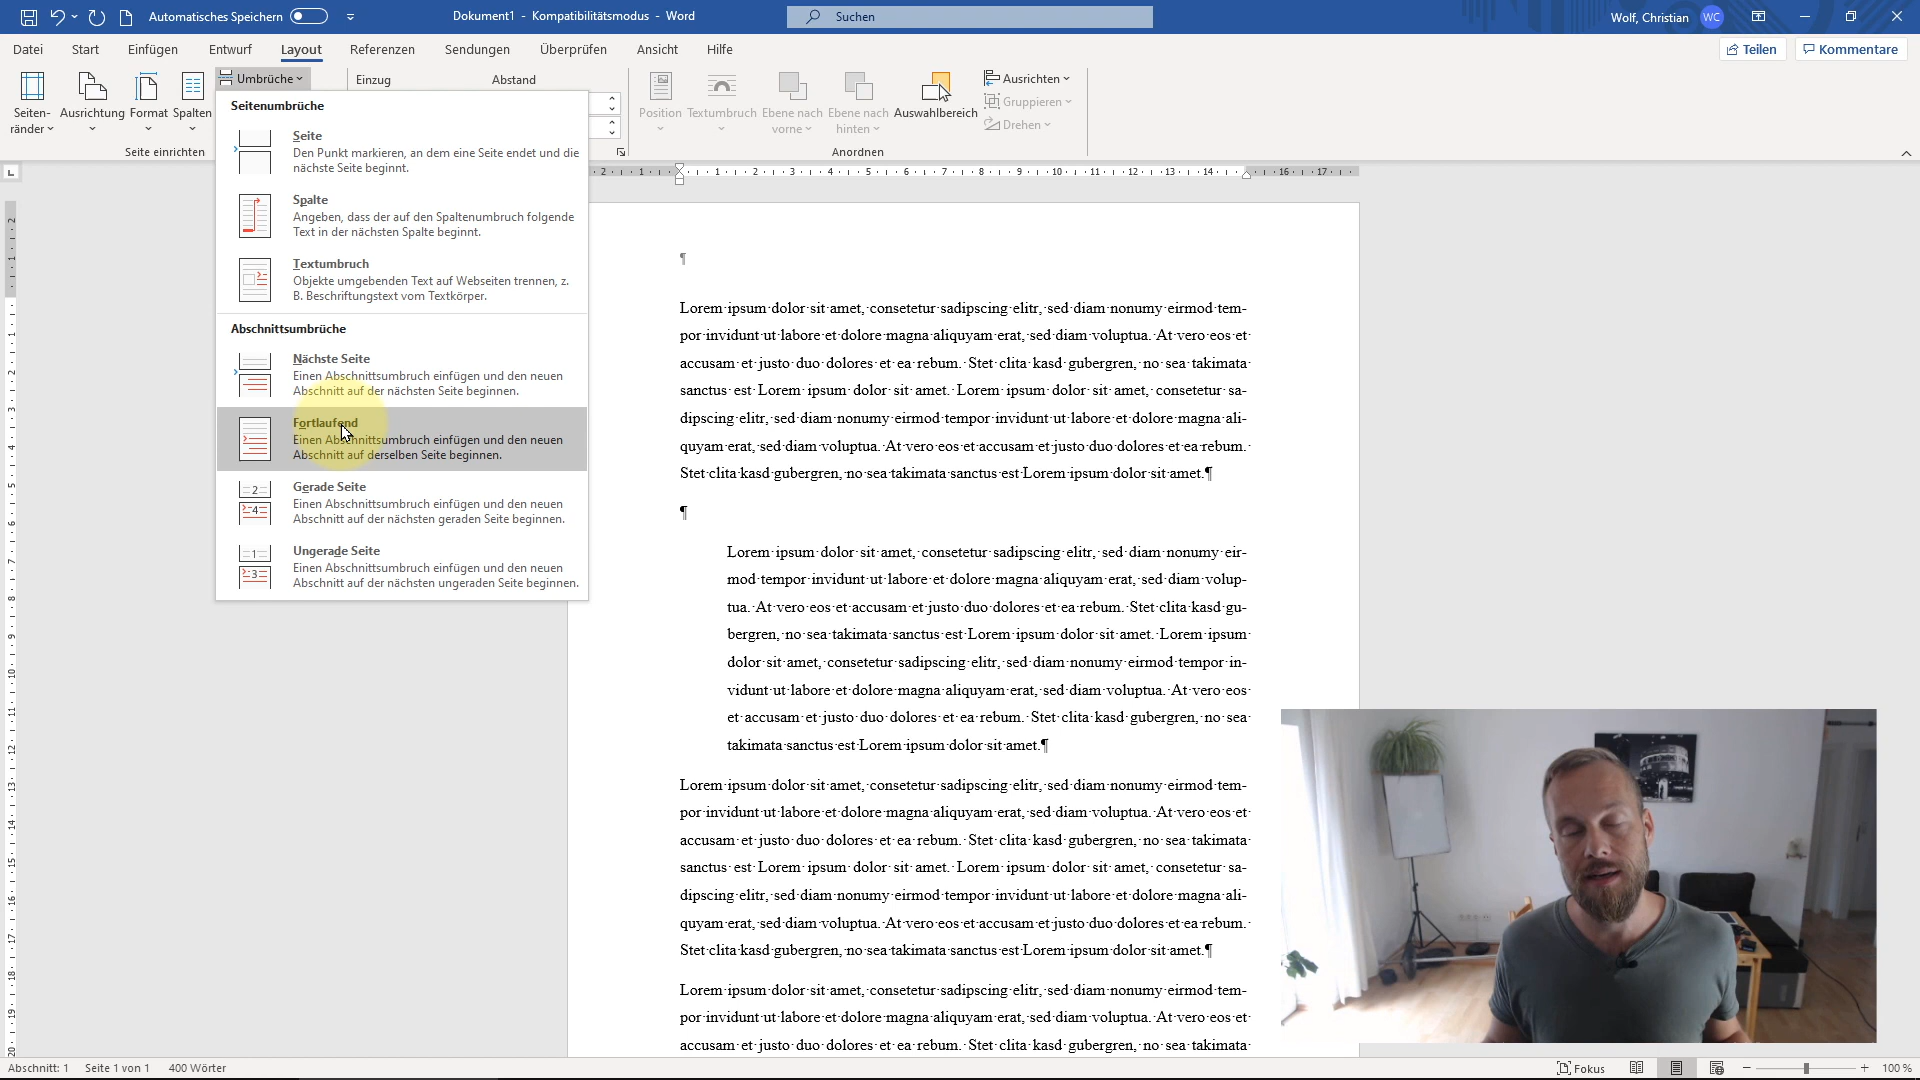 Automatisches Speichern
Dokument1 - Kompatibilitätsmodus - Word
Suchen
Wolf, Christian
WC
Datei
Start
Einfügen
Entwurf
Layout
Referenzen
Sendungen
Überprüfen
Ansicht
Hilfe
Teilen
Kommentare
Seiten-
ränder
Ausrichtung
Format
Spalten
Umbrüche
Seite einrichten
Einzug
Abstand
Position
Textumbruch
Ebene nach
vorne
Ebene nach
hinten
Auswahlbereich
Ausrichten
Gruppieren
Drehen
Anordnen
Seitenumbrüche
Seite
Den Punkt markieren, an dem eine Seite endet und die
nächste Seite beginnt.
Spalte
Angeben, dass der auf den Spaltenumbruch folgende
Text in der nächsten Spalte beginnt.
Textumbruch
Objekte umgebenden Text auf Webseiten trennen, z.
B. Beschriftungstext vom Textkörper.
Abschnittsumbrüche
Nächste Seite
Einen Abschnittsumbruch einfügen und den neuen
Abschnitt auf der nächsten Seite beginnen.
Fortlaufend
Einen Abschnittsumbruch einfügen und den neuen
Abschnitt auf derselben Seite beginnen.
Gerade Seite
Einen Abschnittsumbruch einfügen und den neuen
Abschnitt auf der nächsten geraden Seite beginnen.
Ungerade Seite
Einen Abschnittsumbruch einfügen und den neuen
Abschnitt auf der nächsten ungeraden Seite beginnen.
¶
Lorem·ipsum·dolor·sit·amet,·consetetur·sadipscing·elitr,·sed·diam·nonumy·eirmod·tem-
por·invidunt·ut·labore·et·dolore·magna·aliquyam·erat,·sed·diam·voluptua.·At·vero·eos·et·
accusam·et·justo·duo·dolores·et·ea·rebum.·Stet·clita·kasd·gubergren,·no·sea·takimata·
sanctus·est·Lorem·ipsum·dolor·sit·amet.·Lorem·ipsum·dolor·sit·amet,·consetetur·sa-
dipscing·elitr,·sed·diam·nonumy·eirmod·tempor·invidunt·ut·labore·et·dolore·magna·ali-
quyam·erat,·sed·diam·voluptua.·At·vero·eos·et·accusam·et·justo·duo·dolores·et·ea·rebum.·
Stet·clita·kasd·gubergren,·no·sea·takimata·sanctus·est·Lorem·ipsum·dolor·sit·amet.¶
¶
Lorem·ipsum·dolor·sit·amet,·consetetur·sadipscing·elitr,·sed·diam·nonumy·eir-
mod·tempor·invidunt·ut·labore·et·dolore·magna·aliquyam·erat,·sed·diam·volup-
tua.·At·vero·eos·et·accusam·et·justo·duo·dolores·et·ea·rebum.·Stet·clita·kasd·gu-
bergren,·no·sea·takimata·sanctus·est·Lorem·ipsum·dolor·sit·amet.·Lorem·ipsum·
dolor·sit·amet,·consetetur·sadipscing·elitr,·sed·diam·nonumy·eirmod·tempor·in-
vidunt·ut·labore·et·dolore·magna·aliquyam·erat,·sed·diam·voluptua.·At·vero·eos·
et·accusam·et·justo·duo·dolores·et·ea·rebum.·Stet·clita·kasd·gubergren,·no·sea·
takimata·sanctus·est·Lorem·ipsum·dolor·sit·amet.¶
Lorem·ipsum·dolor·sit·amet,·consetetur·sadipscing·elitr,·sed·diam·nonumy·eirmod·tem-
por·invidunt·ut·labore·et·dolore·magna·aliquyam·erat,·sed·diam·voluptua.·At·vero·eos·et·
accusam·et·justo·duo·dolores·et·ea·rebum.·Stet·clita·kasd·gubergren,·no·sea·takimata·
sanctus·est·Lorem·ipsum·dolor·sit·amet.·Lorem·ipsum·dolor·sit·amet,·consetetur·sa-
dipscing·elitr,·sed·diam·nonumy·eirmod·tempor·invidunt·ut·labore·et·dolore·magna·ali-
quyam·erat,·sed·diam·voluptua.·At·vero·eos·et·accusam·et·justo·duo·dolores·et·ea·rebum.·
Stet·clita·kasd·gubergren,·no·sea·takimata·sanctus·est·Lorem·ipsum·dolor·sit·amet.¶
Lorem·ipsum·dolor·sit·amet,·consetetur·sadipscing·elitr,·sed·diam·nonumy·eirmod·tem-
por·invidunt·ut·labore·et·dolore·magna·aliquyam·erat,·sed·diam·voluptua.·At·vero·eos·et·
accusam·et·justo·duo·dolores·et·ea·rebum.·Stet·clita·kasd·gubergren,·no·sea·takimata·
Abschnitt: 1
Seite 1 von 1
400 Wörter
Fokus
100 %